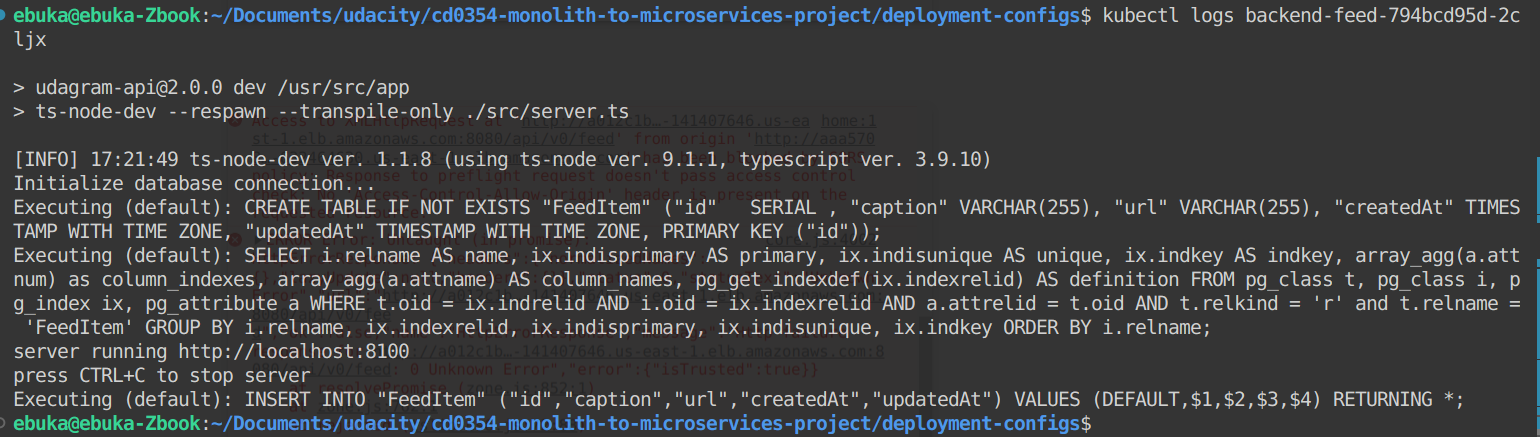 ebuka@ebuka-Zbook:~/Documents/udacity/cd0354-monolith-to-microservices-project/deployment-configs$ kubectl logs backend-feed-794bcd95d-2c
ljx
> udagram-api@2.0.0 dev /usr/src/app
> ts-node-dev --respawn --transpile-only ./src/server.ts
[INFO] 17:21:49 ts-node-dev ver. 1.1.8 (using ts-node ver. 9.1.1, typescript ver. 3.9.10)
Initialize database connection...
Executing (default): CREATE TABLE IF NOT EXISTS "FeedItem" ("id"   SERIAL , "caption" VARCHAR(255), "url" VARCHAR(255), "createdAt" TIMES
TAMP WITH TIME ZONE, "updatedAt" TIMESTAMP WITH TIME ZONE, PRIMARY KEY ("id"));
Executing (default): SELECT i.relname AS name, ix.indisprimary AS primary, ix.indisunique AS unique, ix.indkey AS indkey, array_agg(a.att
num) as column_indexes, array_agg(a.attname) AS column_names, pg_get_indexdef(ix.indexrelid) AS definition FROM pg_class t, pg_class i, p
g_index ix, pg_attribute a WHERE t.oid = ix.indrelid AND i.oid = ix.indexrelid AND a.attrelid = t.oid AND t.relkind = 'r' and t.relname =
 'FeedItem' GROUP BY i.relname, ix.indexrelid, ix.indisprimary, ix.indisunique, ix.indkey ORDER BY i.relname;
server running http://localhost:8100
press CTRL+C to stop server
Executing (default): INSERT INTO "FeedItem" ("id","caption","url","createdAt","updatedAt") VALUES (DEFAULT,$1,$2,$3,$4) RETURNING *;
ebuka@ebuka-Zbook:~/Documents/udacity/cd0354-monolith-to-microservices-project/deployment-configs$